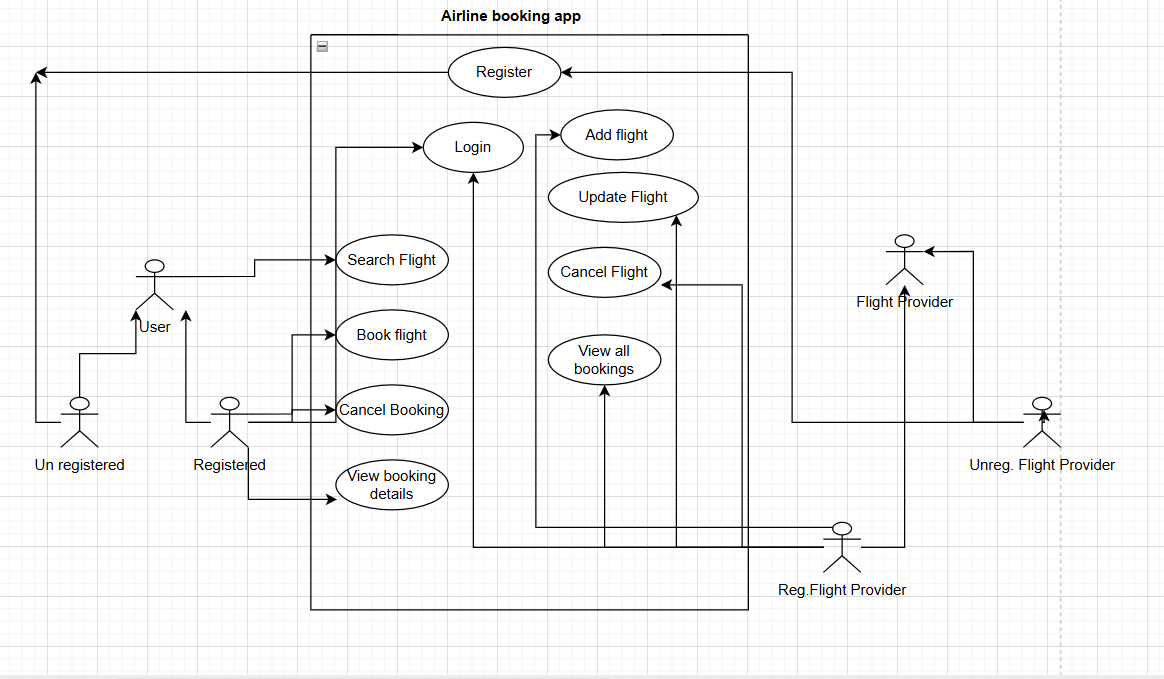 Airline booking app
Register
Add flight
Login
Update Flight
Search Flight
Cancel Flight
Flight Provider
User
Book flight
View all
bookings
Cancel Booking
Un registered
Registered
Unreg. Flight Provider
View booking
details
Reg.Flight Provider